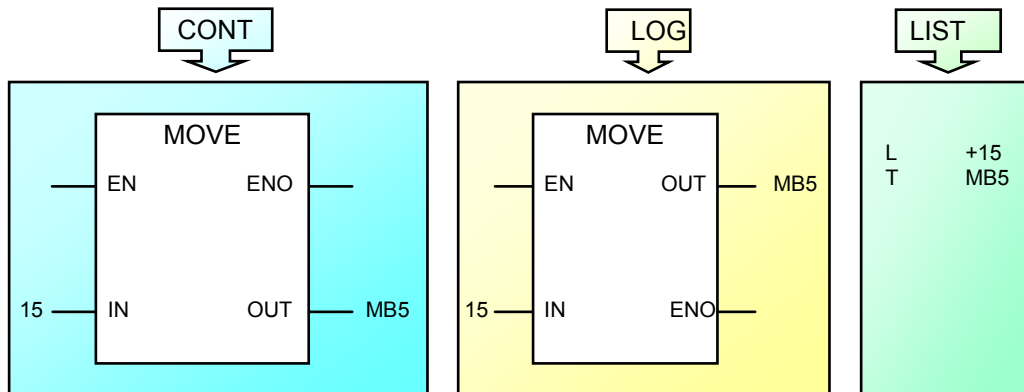 CONT
LOG
LIST
MOVE
EN ENO
15 IN OUT MB5
MOVE
EN OUT MB5
15 IN ENO
L +15
T MB5